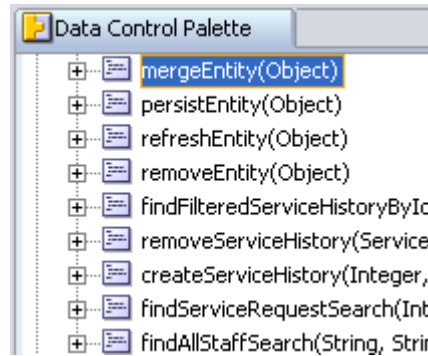 Data Control Palette
mergeEntity(Object)
persistEntity(Object)
refreshEntity(Object)
removeEntity(Object)
findFilteredServiceHistoryById
removeServiceHistory(Service
createServiceHistory(Integer,
findServiceRequestSearch(Int
findAllStaffSearch(String, Strin